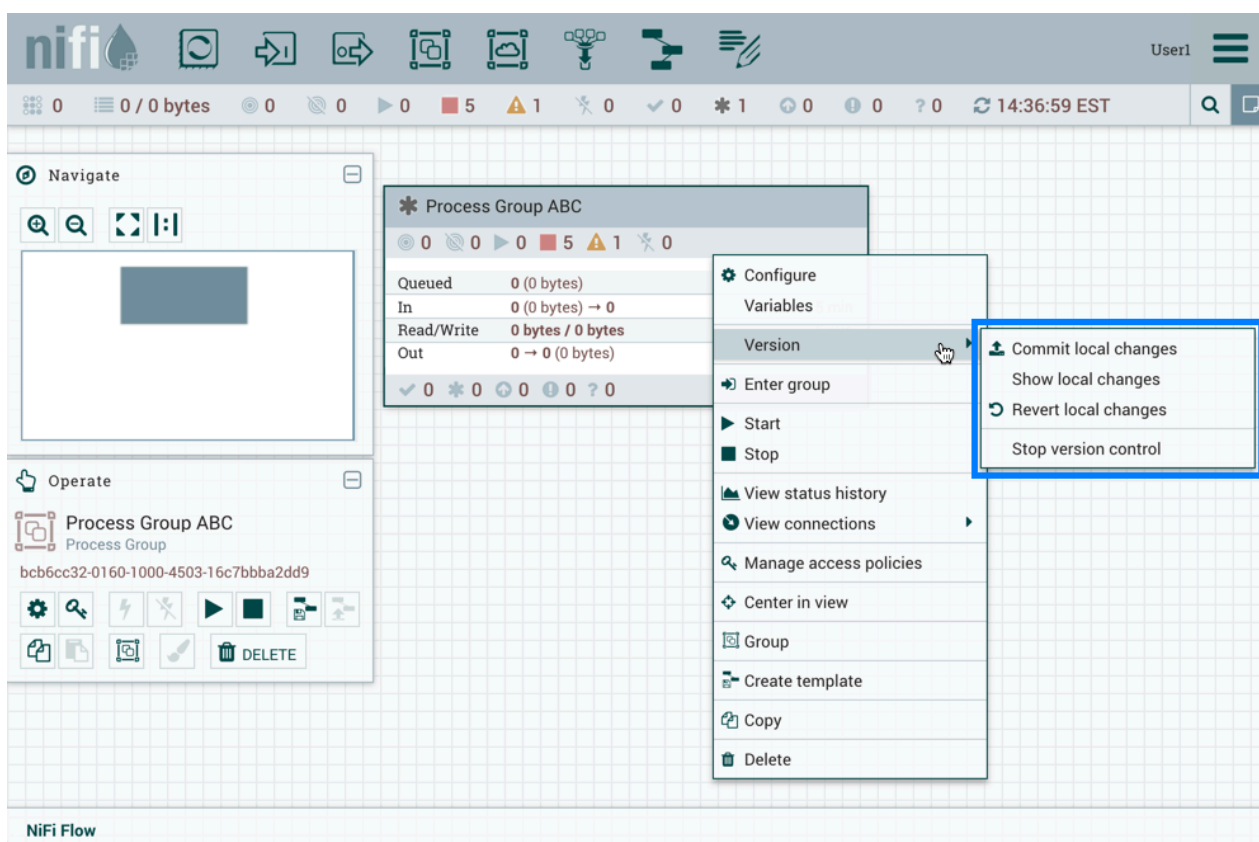 nifi
User1
0 0 / 0 bytes 0 0 0 5 1 0 0 1 0 0 ? 0 14:36:59 EST
Navigate
Process Group ABC
0 0 0 5 1 0
Queued 0 (0 bytes)
In 0 (0 bytes) → 0
Read/Write 0 bytes / 0 bytes
Out 0 → 0 (0 bytes)
0 0 0 0 ? 0
Configure
Variables
Version
Enter group
Start
Stop
View status history
View connections
Manage access policies
Center in view
Group
Create template
Copy
Delete
Commit local changes
Show local changes
Revert local changes
Stop version control
Operate
Process Group ABC
Process Group
bcb6cc32-0160-1000-4503-16c7bbba2dd9
DELETE
NiFi Flow